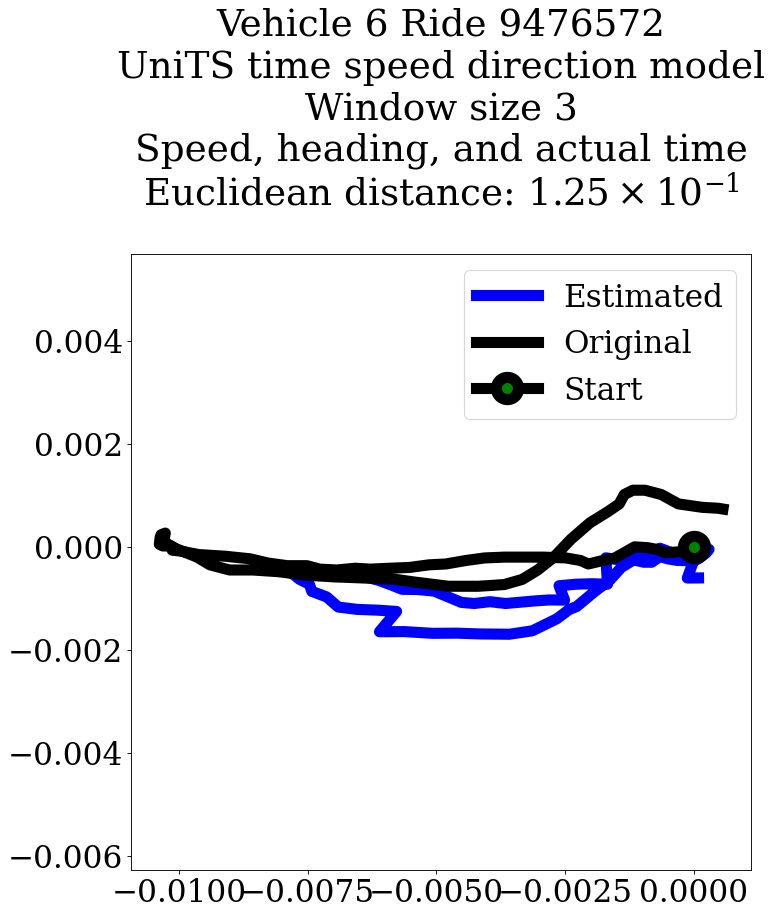 Vehicle 6 Ride 9476572
UniTS time speed direction model
Window size 3
Speed, heading, and actual time
Euclidean distance: 1.25 × 10⁻¹
Estimated
Original
Start
0.004
0.002
0.000
−0.002
−0.004
−0.006
−0.0100 −0.0075 −0.0050 −0.0025 0.0000